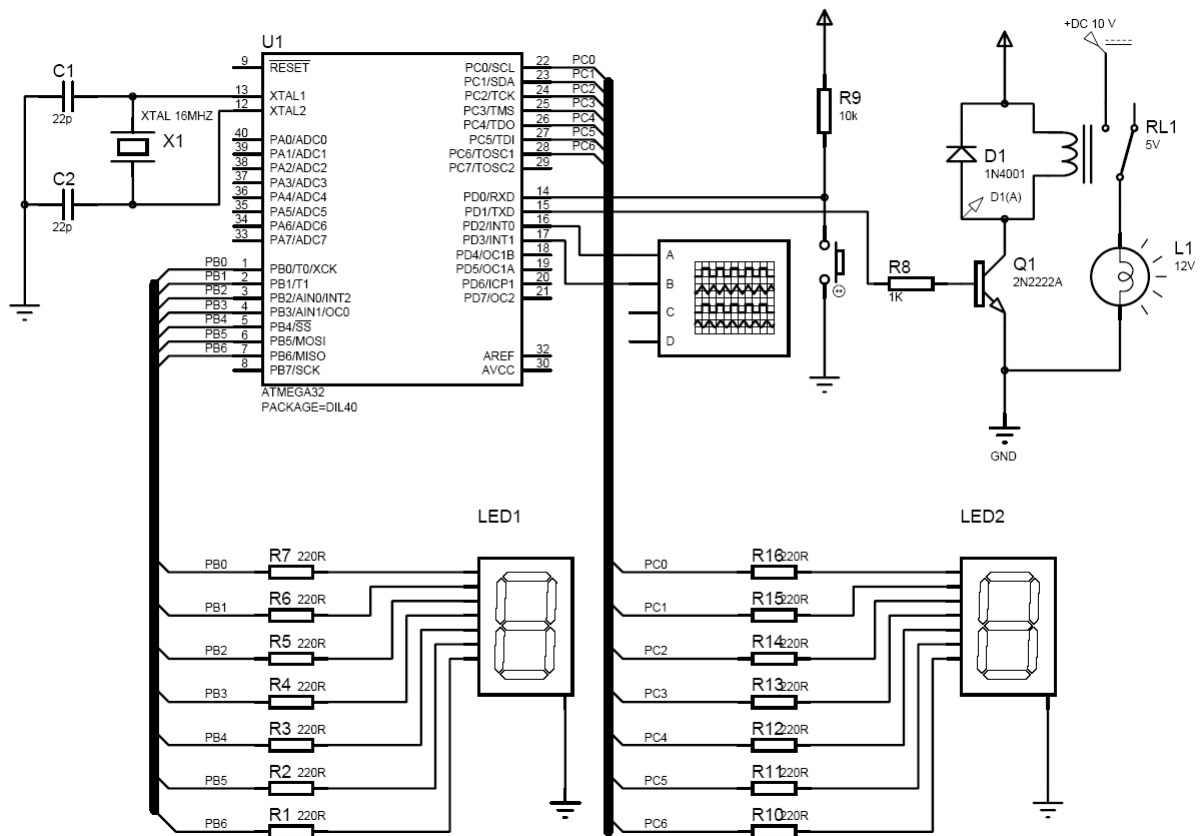 U1
C1
22p
C2
22p
XTAL 16MHZ
X1
9 RESET
13 XTAL1
12 XTAL2
40 PA0/ADC0
39 PA1/ADC1
38 PA2/ADC2
37 PA3/ADC3
36 PA4/ADC4
35 PA5/ADC5
34 PA6/ADC6
33 PA7/ADC7
PB0 1 PB0/T0/XCK
PB1 2 PB1/T1
PB2 3 PB2/AIN0/INT2
PB3 4 PB3/AIN1/OC0
PB4 5 PB4/SS
PB5 6 PB5/MOSI
PB6 7 PB6/MISO
8 PB7/SCK
PC0/SCL 22 PC0
PC1/SDA 23 PC1
PC2/TCK 24 PC2
PC3/TMS 25 PC3
PC4/TDO 26 PC4
PC5/TDI 27 PC5
PC6/TOSC1 28 PC6
PC7/TOSC2 29
PD0/RXD 14
PD1/TXD 15
PD2/INT0 16
PD3/INT1 17
PD4/OC1B 18
PD5/OC1A 19
PD6/ICP1 20
PD7/OC2 21
AREF 32
AVCC 30
ATMEGA32
PACKAGE=DIL40
A
B
C
D
R9
10k
R8
1K
+DC 10 V
D1
1N4001
D1(A)
RL1
5V
Q1
2N2222A
L1
12V
GND
LED1
PB0 R7 220R
PB1 R6 220R
PB2 R5 220R
PB3 R4 220R
PB4 R3 220R
PB5 R2 220R
PB6 R1 220R
LED2
PC0 R16 220R
PC1 R15 220R
PC2 R14 220R
PC3 R13 220R
PC4 R12 220R
PC5 R11 220R
PC6 R10 220R